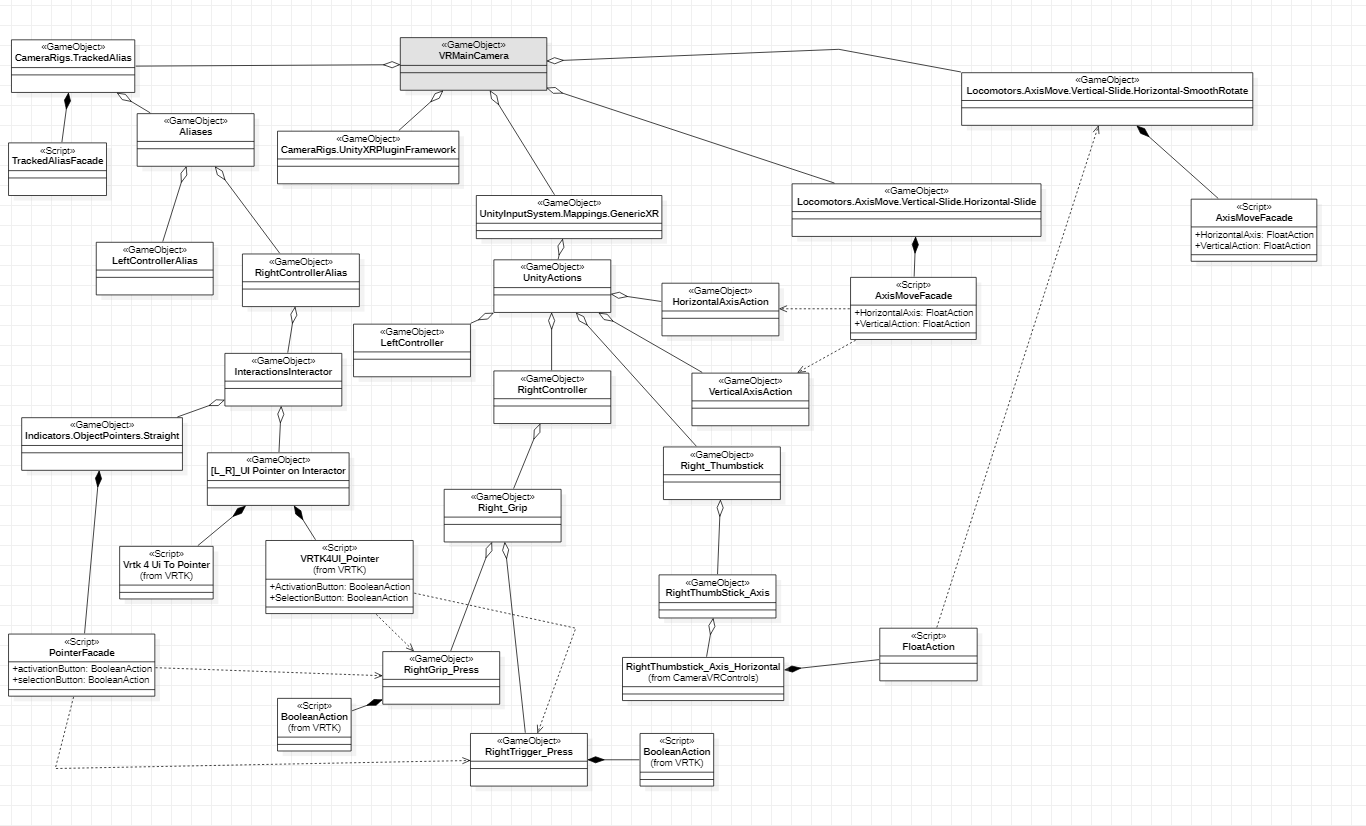 «GameObject»
CameraRigs.TrackedAlias
«GameObject»
VRMainCamera
«GameObject»
Locomotors.AxisMove.Vertical-Slide.Horizontal-SmoothRotate
«GameObject»
Aliases
«GameObject»
CameraRigs.UnityXRPluginFramework
«Script»
TrackedAliasFacade
«GameObject»
UnityInputSystem.Mappings.GenericXR
«GameObject»
Locomotors.AxisMove.Vertical-Slide.Horizontal-Slide
«Script»
AxisMoveFacade
+HorizontalAxis: FloatAction
+VerticalAction: FloatAction
«GameObject»
LeftControllerAlias
«GameObject»
RightControllerAlias
«GameObject»
UnityActions
«GameObject»
HorizontalAxisAction
«Script»
AxisMoveFacade
+HorizontalAxis: FloatAction
+VerticalAction: FloatAction
«GameObject»
LeftController
«GameObject»
InteractionsInteractor
«GameObject»
RightController
«GameObject»
VerticalAxisAction
«GameObject»
Indicators.ObjectPointers.Straight
«GameObject»
[L_R]_UI Pointer on Interactor
«GameObject»
Right_Thumbstick
«GameObject»
Right_Grip
«Script»
Vrtk 4 Ui To Pointer
(from VRTK)
«Script»
VRTK4UI_Pointer
(from VRTK)
+ActivationButton: BooleanAction
+SelectionButton: BooleanAction
«GameObject»
RightThumbStick_Axis
«Script»
PointerFacade
+activationButton: BooleanAction
+selectionButton: BooleanAction
«GameObject»
RightGrip_Press
RightThumbstick_Axis_Horizontal
(from CameraVRControls)
«Script»
FloatAction
«Script»
BooleanAction
(from VRTK)
«GameObject»
RightTrigger_Press
«Script»
BooleanAction
(from VRTK)